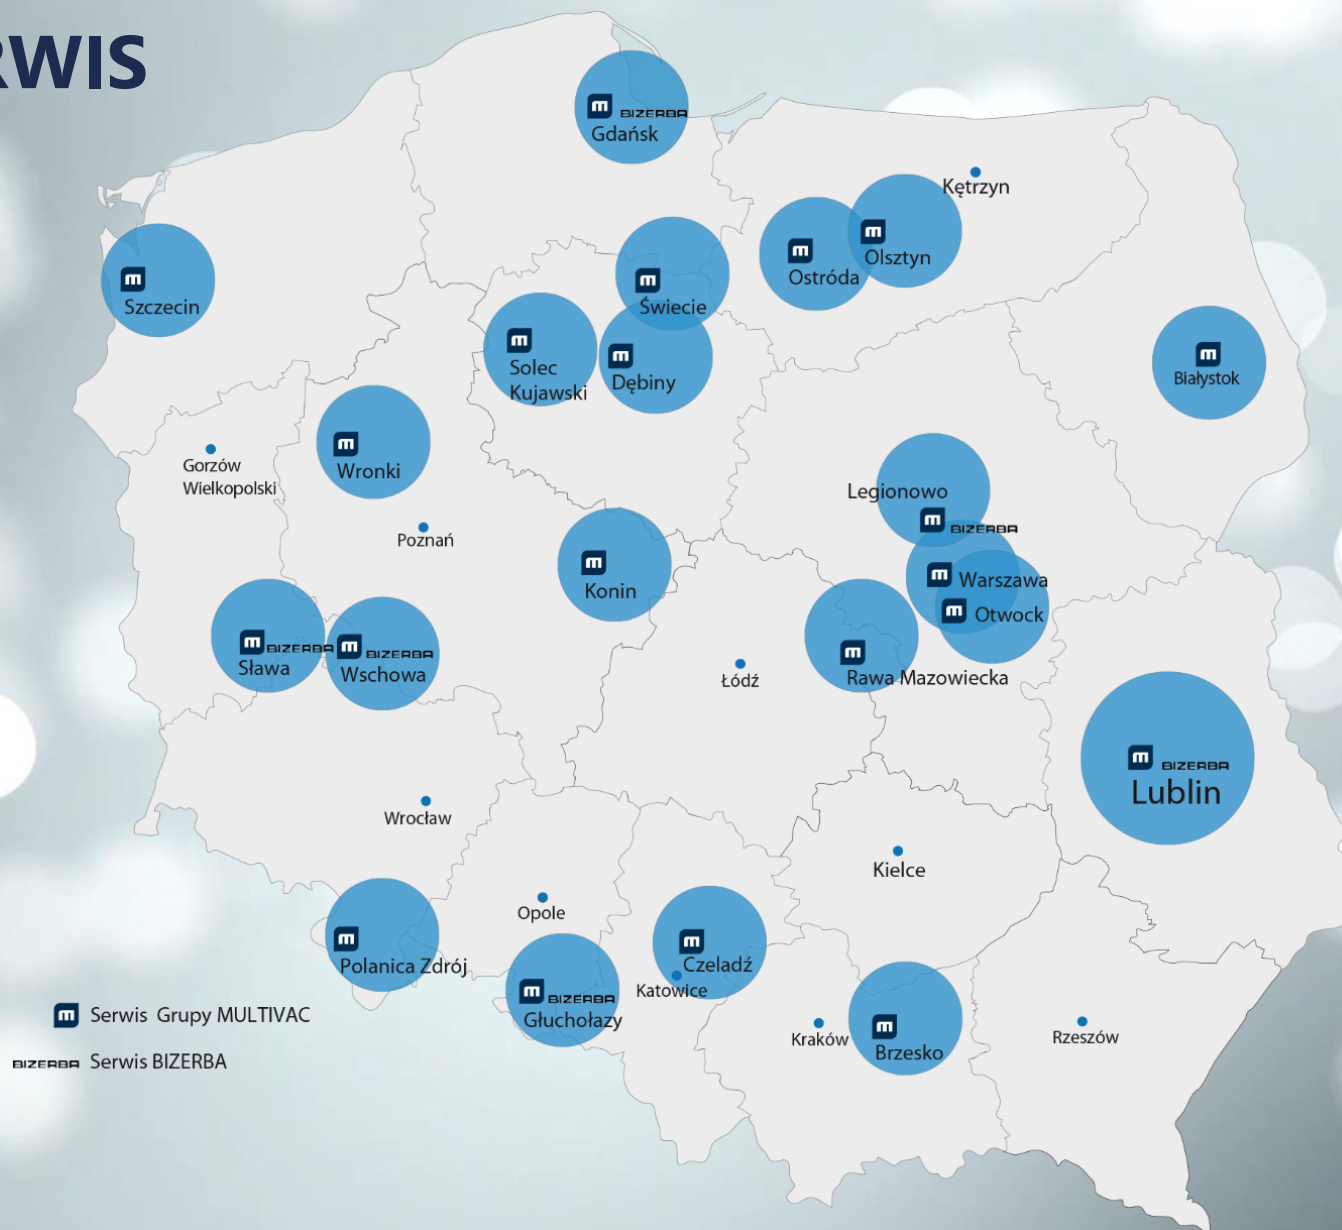 RWIS
BIZERBA
Gdańsk
Kętrzyn
Olsztyn
Ostróda
Szczecin
Świecie
Solec
Kujawski
Dębiny
Białystok
Wronki
Gorzów
Wielkopolski
Legionowo
BIZERBA
Poznań
Konin
Warszawa
Otwock
BIZERBA
Sława
BIZERBA
Wschowa
Łódź
Rawa Mazowiecka
BIZERBA
Lublin
Wrocław
Kielce
Opole
Polanica Zdrój
Czeladź
Katowice
BIZERBA
Głuchołazy
Kraków
Brzesko
Rzeszów
m Serwis Grupy MULTIVAC
BIZERBA Serwis BIZERBA